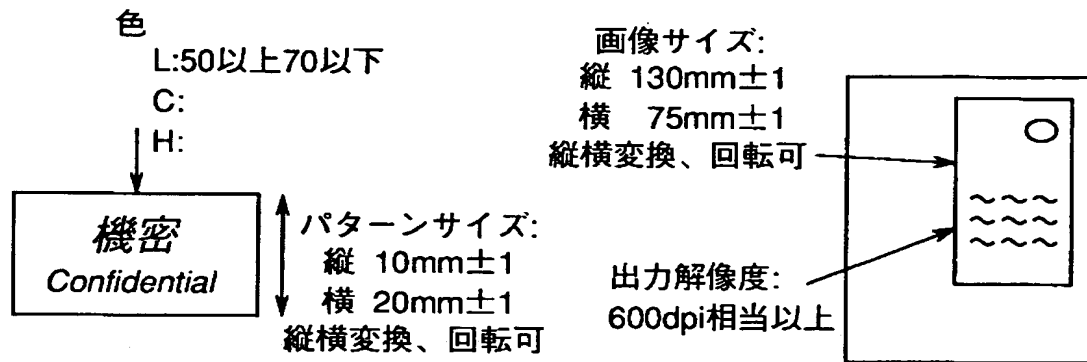 色
L:50以上70以下
C:
H:
機密
Confidential
パターンサイズ:
縦 10mm±1
横 20mm±1
縦横変換、回転可
画像サイズ:
縦 130mm±1
横 75mm±1
縦横変換、回転可
出力解像度:
600dpi相当以上